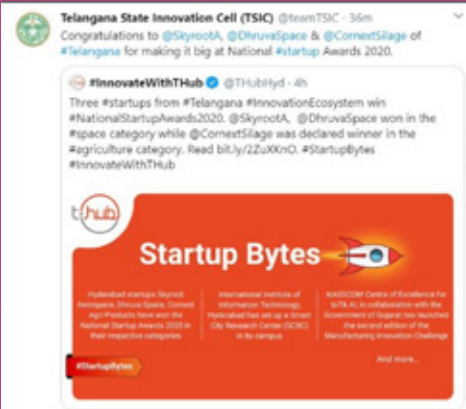 Telangana State Innovation Cell (TSIC) @teamTSIC · 36m
Congratulations to @SkyrootA, @DhruvaSpace & @CornextSilage of
#Telangana for making it big at National #startup Awards 2020.
#InnovateWithTHub @THubHyd · 4h
Three #startups from #Telangana #InnovationEcosystem win
#NationalStartupAwards2020. @SkyrootA, @DhruvaSpace won in the
#space category while @CornextSilage was declared winner in the
#agriculture category. Read bit.ly/2ZuXKnO. #StartupBytes
#InnovateWithTHub
t-hub
Startup Bytes
Hyderabad startups Skyroot
Aerospace, Dhruva Space, Cornext
Agri Products have won the
National Startup Awards 2020 in
their respective categories
International Institute of
Information Technology,
Hyderabad has set up a Smart
City Research Center (SCRC)
in its campus
NASSCOM Centre of Excellence for
IoT& AI, in collaboration with the
Government of Gujarat has launched
the second edition of the
Manufacturing Innovation Challenge
And more...
#StartupBytes